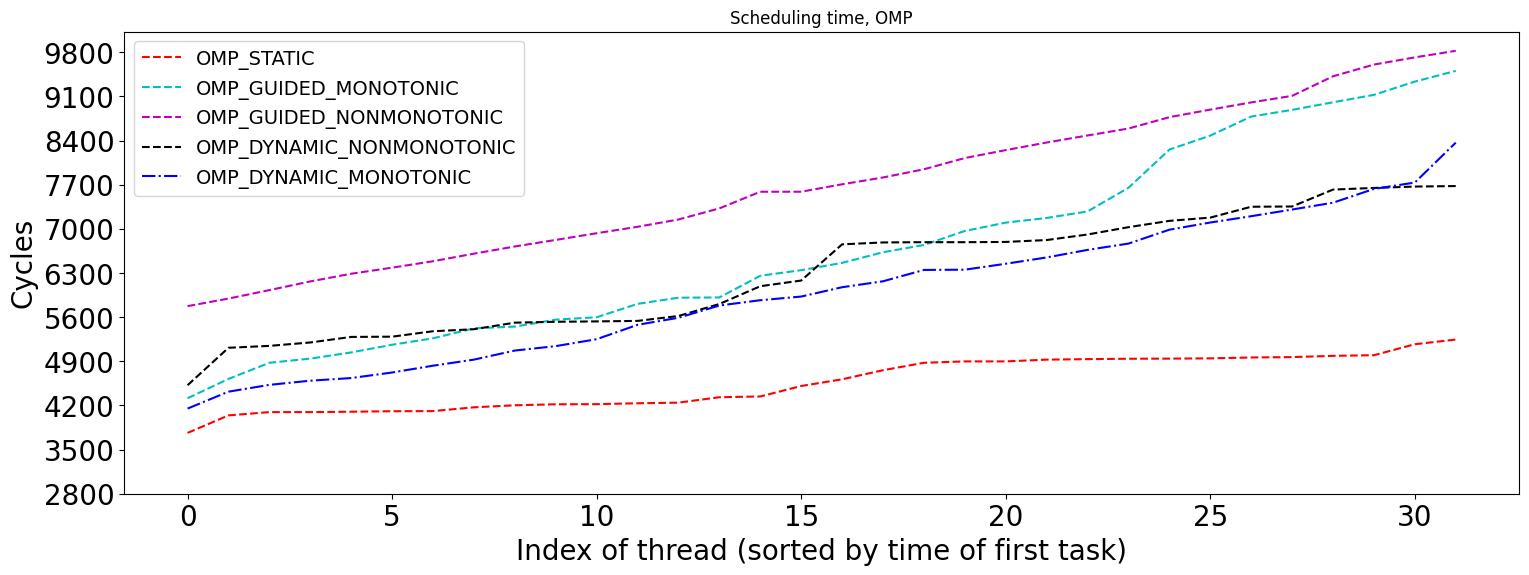 Scheduling time, OMP
OMP_STATIC
OMP_GUIDED_MONOTONIC
OMP_GUIDED_NONMONOTONIC
OMP_DYNAMIC_NONMONOTONIC
OMP_DYNAMIC_MONOTONIC
Cycles
9800
9100
8400
7700
7000
6300
5600
4900
4200
3500
2800
0 5 10 15 20 25 30
Index of thread (sorted by time of first task)